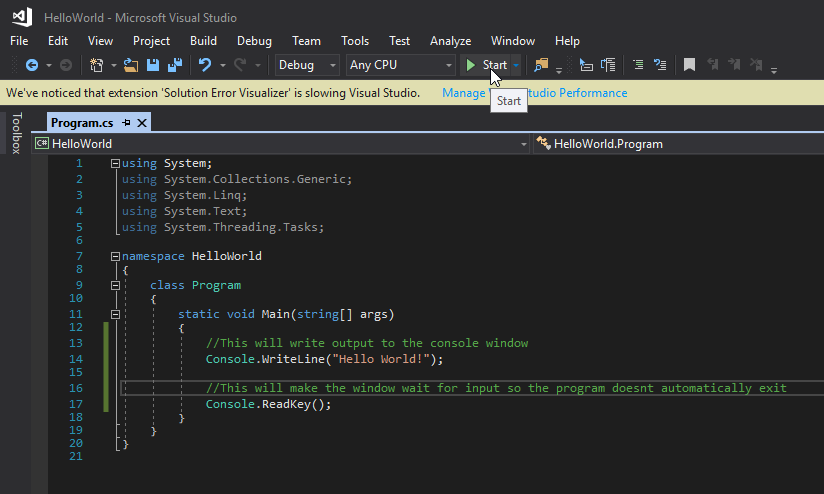 HelloWorld - Microsoft Visual Studio
File Edit View Project Build Debug Team Tools Test Analyze Window Help
Debug Any CPU Start
We've noticed that extension 'Solution Error Visualizer' is slowing Visual Studio. Manage Studio Performance
Start
Toolbox
Program.cs
C# HelloWorld HelloWorld.Program
1 using System;
2 using System.Collections.Generic;
3 using System.Linq;
4 using System.Text;
5 using System.Threading.Tasks;
6
7 namespace HelloWorld
8 {
9 class Program
10 {
11 static void Main(string[] args)
12 {
13 //This will write output to the console window
14 Console.WriteLine("Hello World!");
15
16 //This will make the window wait for input so the program doesnt automatically exit
17 Console.ReadKey();
18 }
19 }
20 }
21